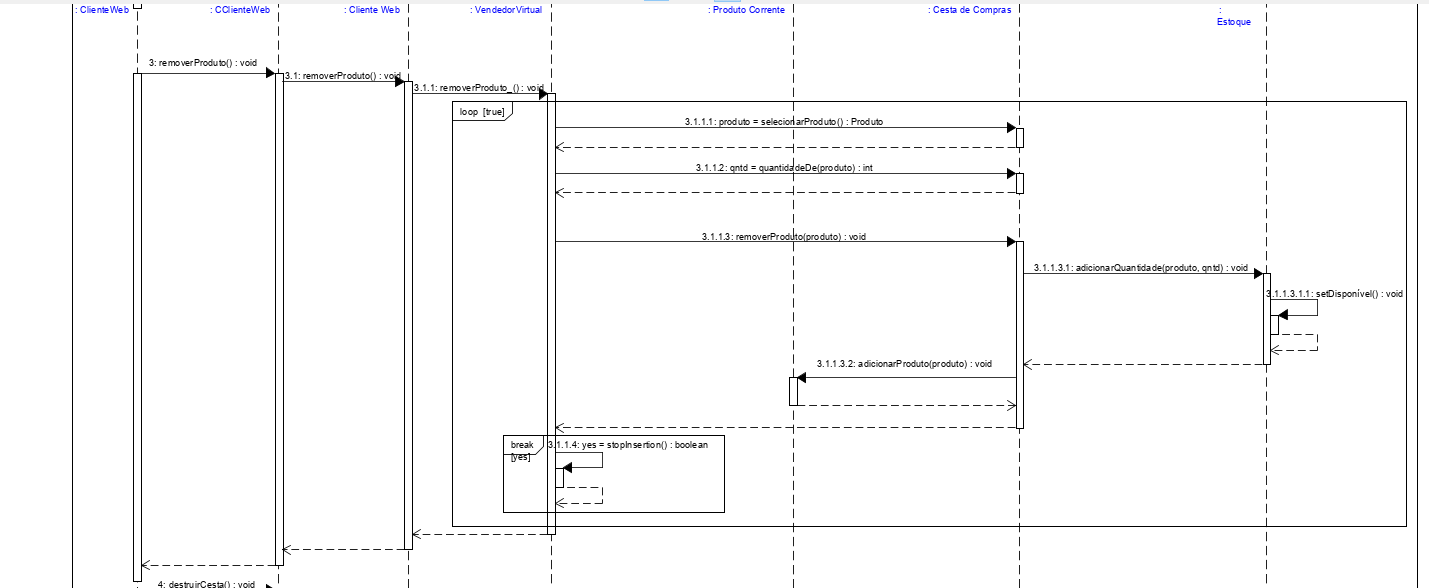 : ClienteWeb
: CClienteWeb
: Cliente Web
: VendedorVirtual
: Produto Corrente
: Cesta de Compras
:
Estoque
3: removerProduto() : void
3.1: removerProduto() : void
3.1.1: removerProduto_() : void
loop [true]
3.1.1.1: produto = selecionarProduto() : Produto
3.1.1.2: qntd = quantidadeDe(produto) : int
3.1.1.3: removerProduto(produto) : void
3.1.1.3.1: adicionarQuantidade(produto, qntd) : void
3.1.1.3.1.1: setDisponível() : void
3.1.1.3.2: adicionarProduto(produto) : void
break
[yes]
3.1.1.4: yes = stopInsertion() : boolean
4: destruirCesta() : void